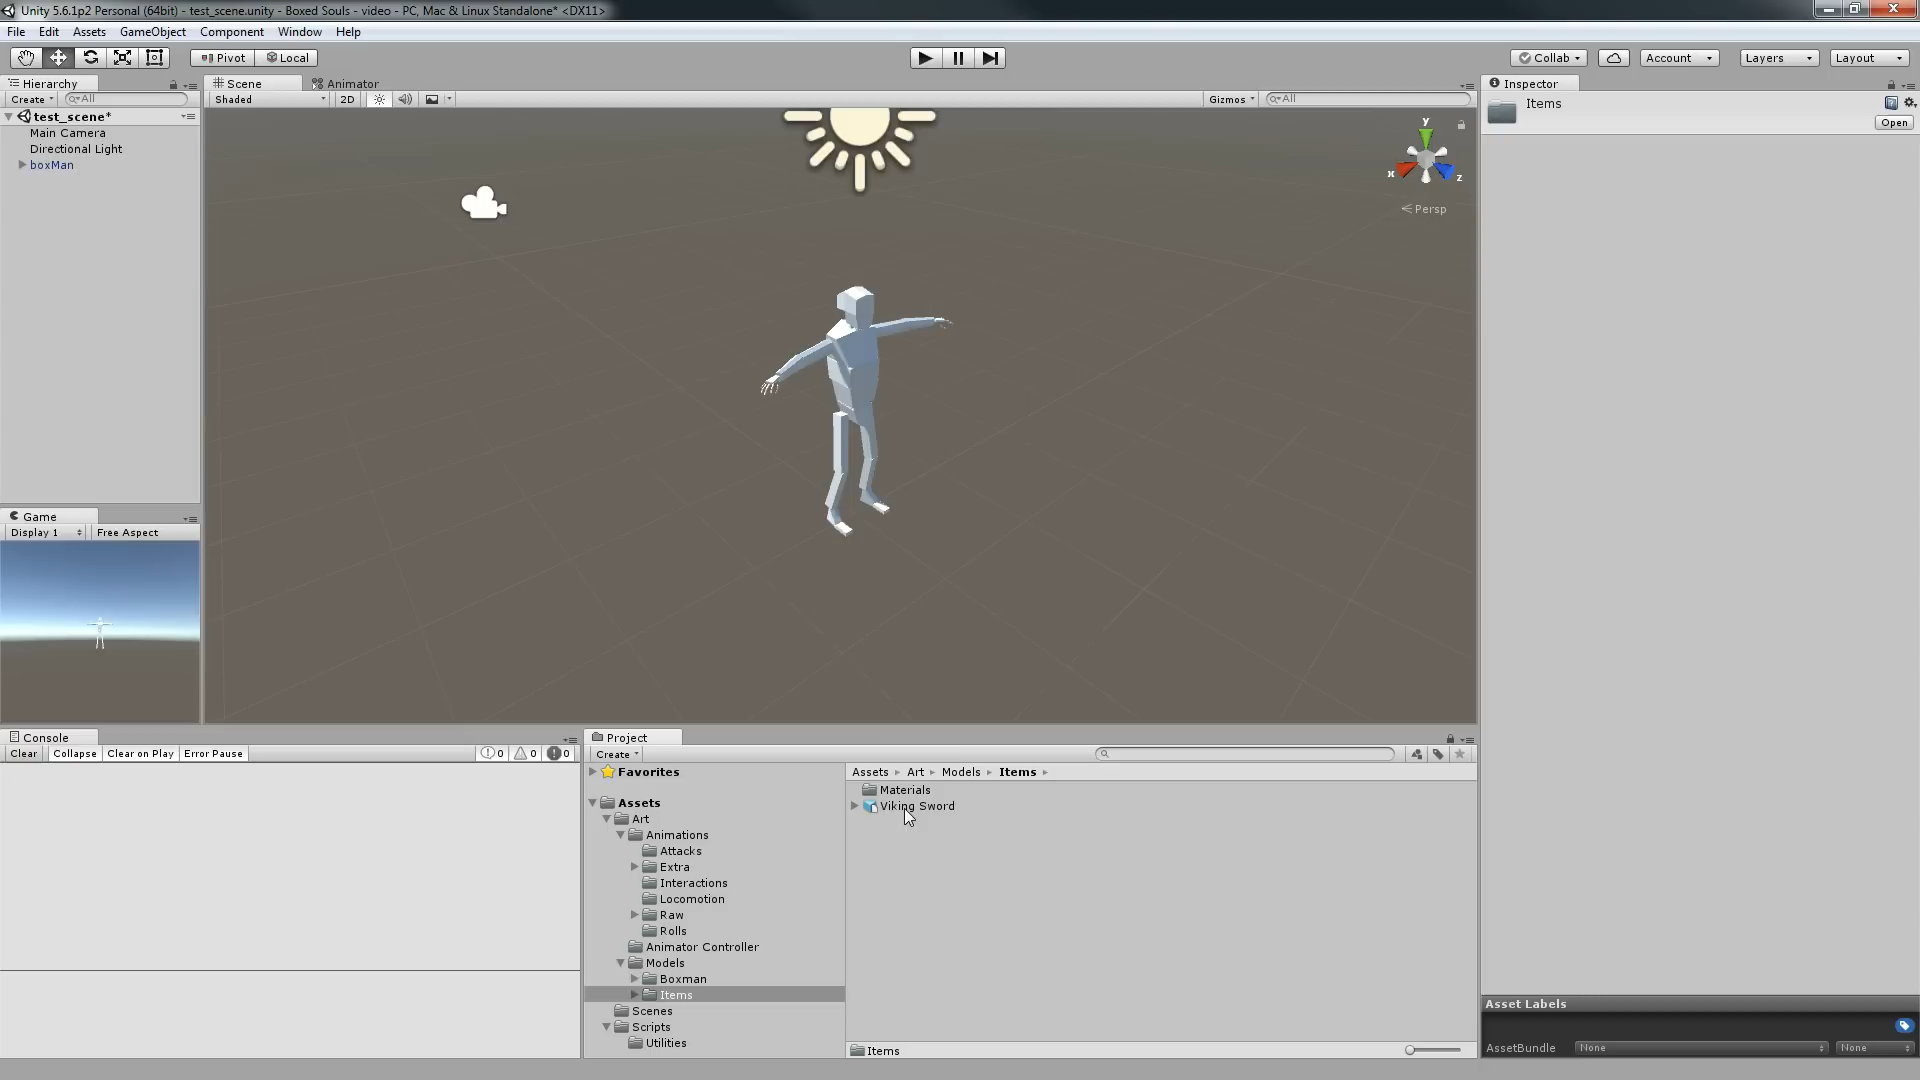 Unity 5.6.1p2 Personal (64bit) - test_scene.unity - Boxed Souls - video - PC, Mac & Linux Standalone* <DX11>
File Edit Assets GameObject Component Window Help
Pivot Local Collab Account Layers Layout
Hierarchy
Create All
test_scene*
Main Camera
Directional Light
boxMan
Scene Animator
Shaded 2D Gizmos All
y
x z
Persp
Inspector
Items
Open
Game
Display 1 Free Aspect
Console
Clear Collapse Clear on Play Error Pause 0 0 0
Project
Create
Favorites
Assets
Art
Animations
Attacks
Extra
Interactions
Locomotion
Raw
Rolls
Animator Controller
Models
Boxman
Items
Scenes
Scripts
Utilities
Assets Art Models Items
Materials
Viking Sword
Items
Asset Labels
AssetBundle None None